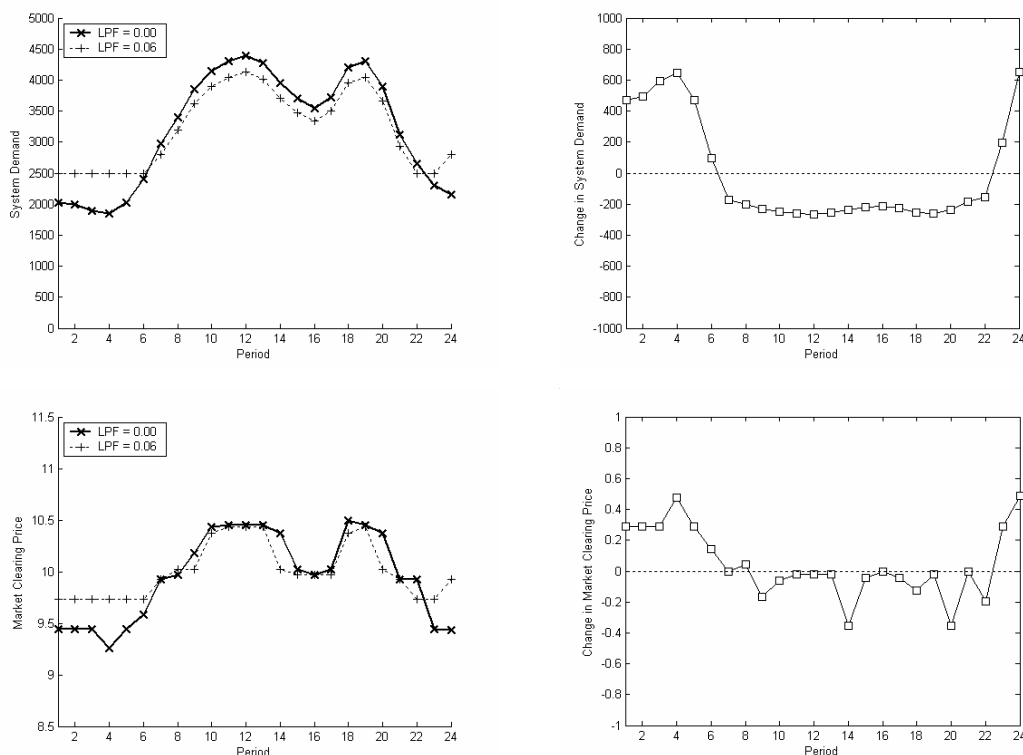 5000
4500
4000
3500
3000
2500
2000
1500
1000
500
0
LPF = 0.00
LPF = 0.06
System Demand
2 4 6 8 10 12 14 16 18 20 22 24
Period
1000
800
600
400
200
0
-200
-400
-600
-800
-1000
Change in System Demand
2 4 6 8 10 12 14 16 18 20 22 24
Period
11.5
11
10.5
10
9.5
9
8.5
LPF = 0.00
LPF = 0.06
Market Clearing Price
2 4 6 8 10 12 14 16 18 20 22 24
Period
1
0.8
0.6
0.4
0.2
0
-0.2
-0.4
-0.6
-0.8
-1
Change in Market Clearing Price
2 4 6 8 10 12 14 16 18 20 22 24
Period